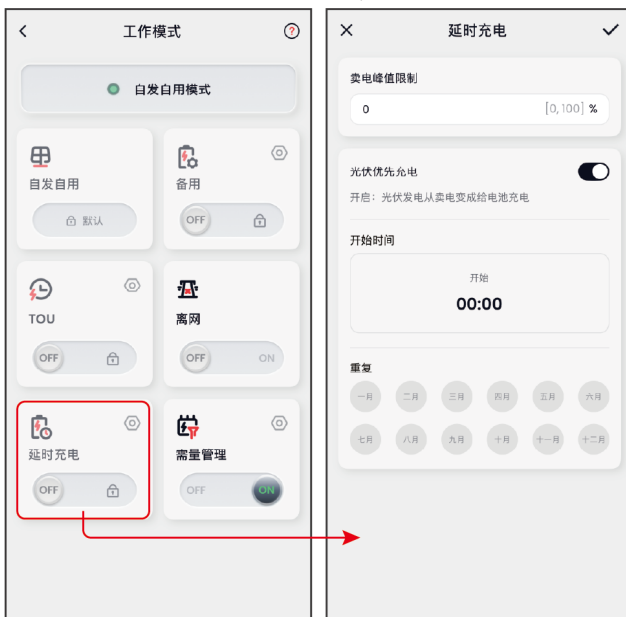 工作模式
自发自用模式
自发自用
默认
备用
OFF
TOU
OFF
离网
OFF ON
延时充电
OFF
需量管理
OFF ON
延时充电
卖电峰值限制
0 [0,100] %
光伏优先充电
开启：光伏发电从卖电变成给电池充电
开始时间
开始
00:00
重复
一月 二月 三月 四月 五月 六月
七月 八月 九月 十月 十一月 十二月